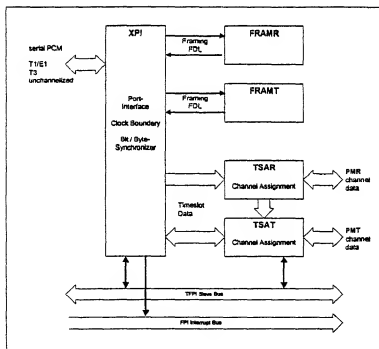 XPI
serial PCM
T1/E1
T3
unchannelized
Port-
Interface
Clock Boundary
Bit / Byte-
Synchronizer
Framing
FDL
FRAMR
Framing
FDL
FRAMT
Timeslot
Data
TSAR
Channel Assignment
PMR
channel
data
TSAT
Channel Assignment
PMT
channel
data
TFPI Slave Bus
FPI Interrupt Bus